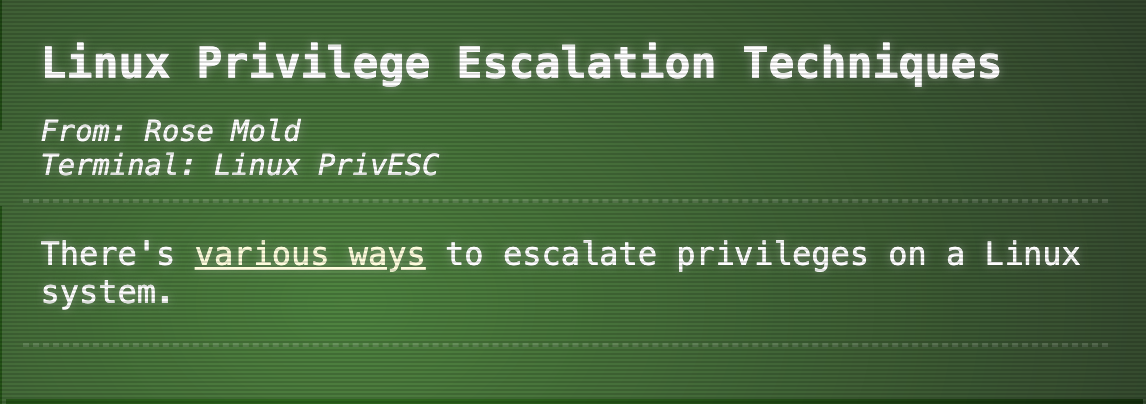 Linux Privilege Escalation Techniques
From: Rose Mold
Terminal: Linux PrivESC
There's various ways to escalate privileges on a Linux
system.